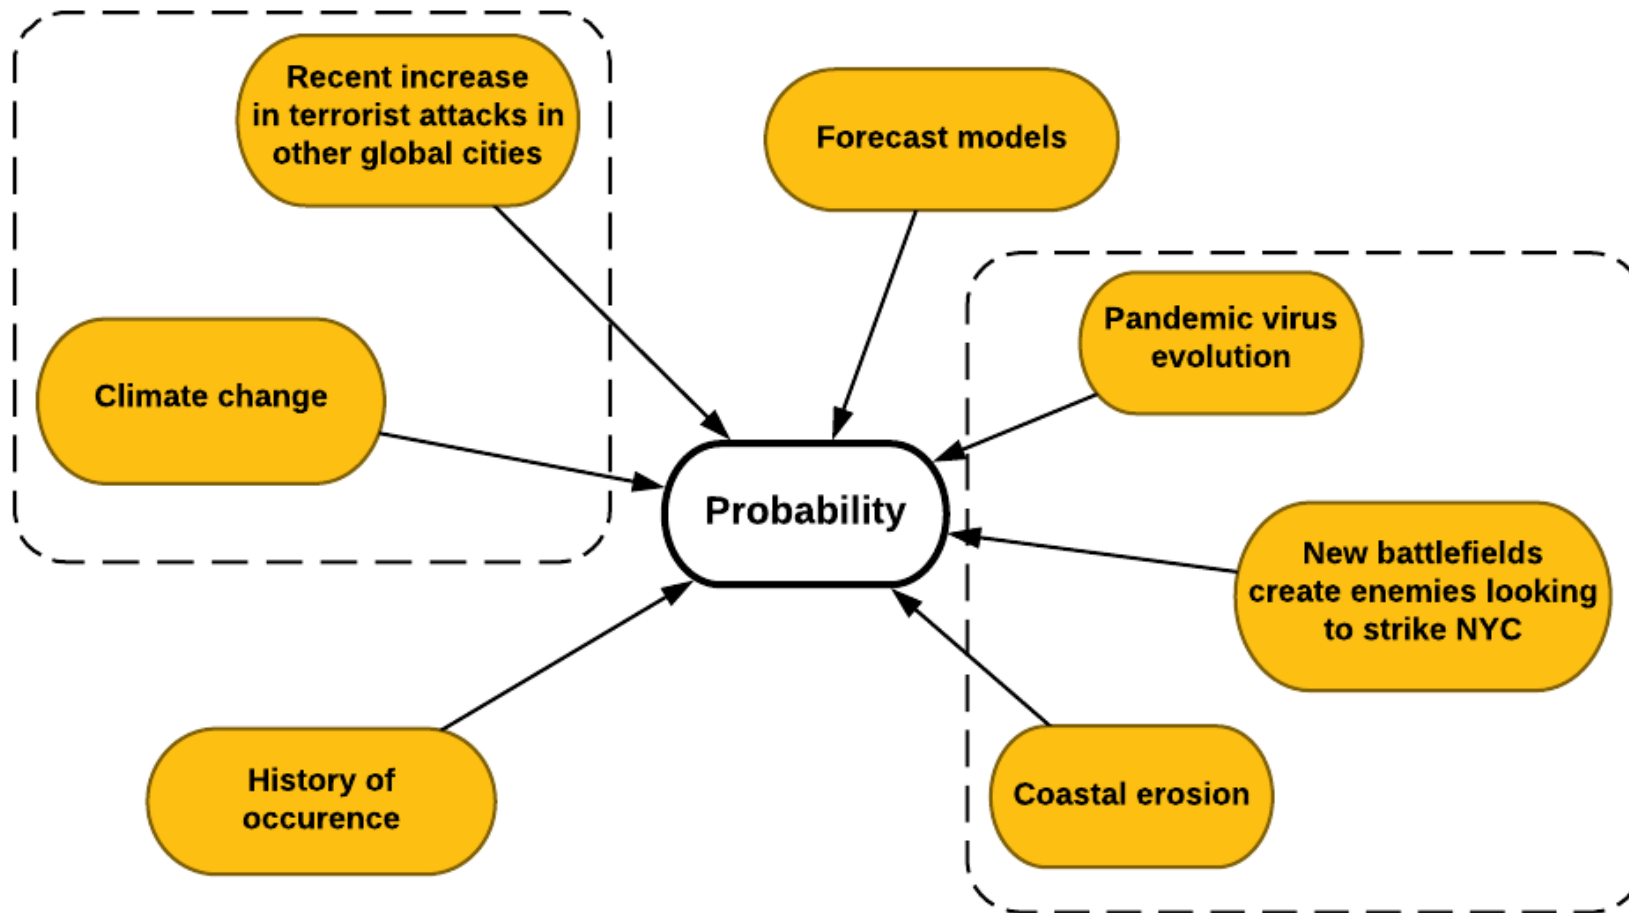 Recent increase
in terrorist attacks in
other global cities
Forecast models
Pandemic virus
evolution
Climate change
Probability
New battlefields
create enemies looking
to strike NYC
History of
occurence
Coastal erosion